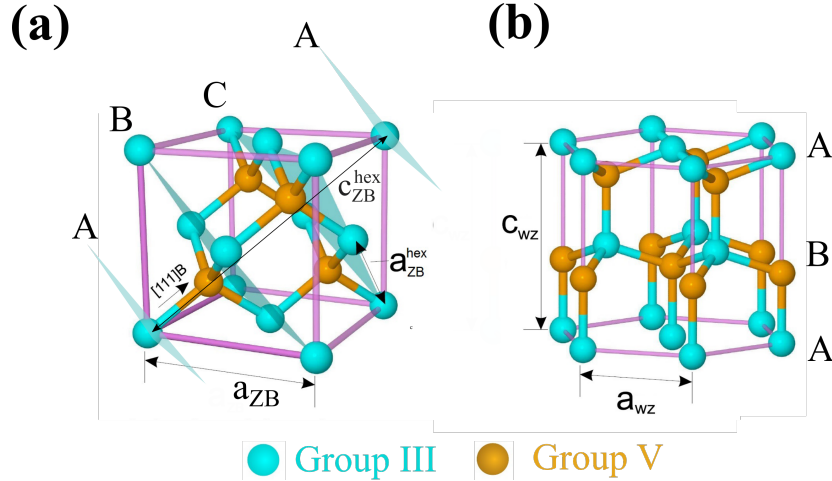 (a)
(b)
A
B
C
A
c_ZB^hex
a_ZB^hex
[111]B
a_ZB
A
B
A
c_wz
a_wz
Group III
Group V